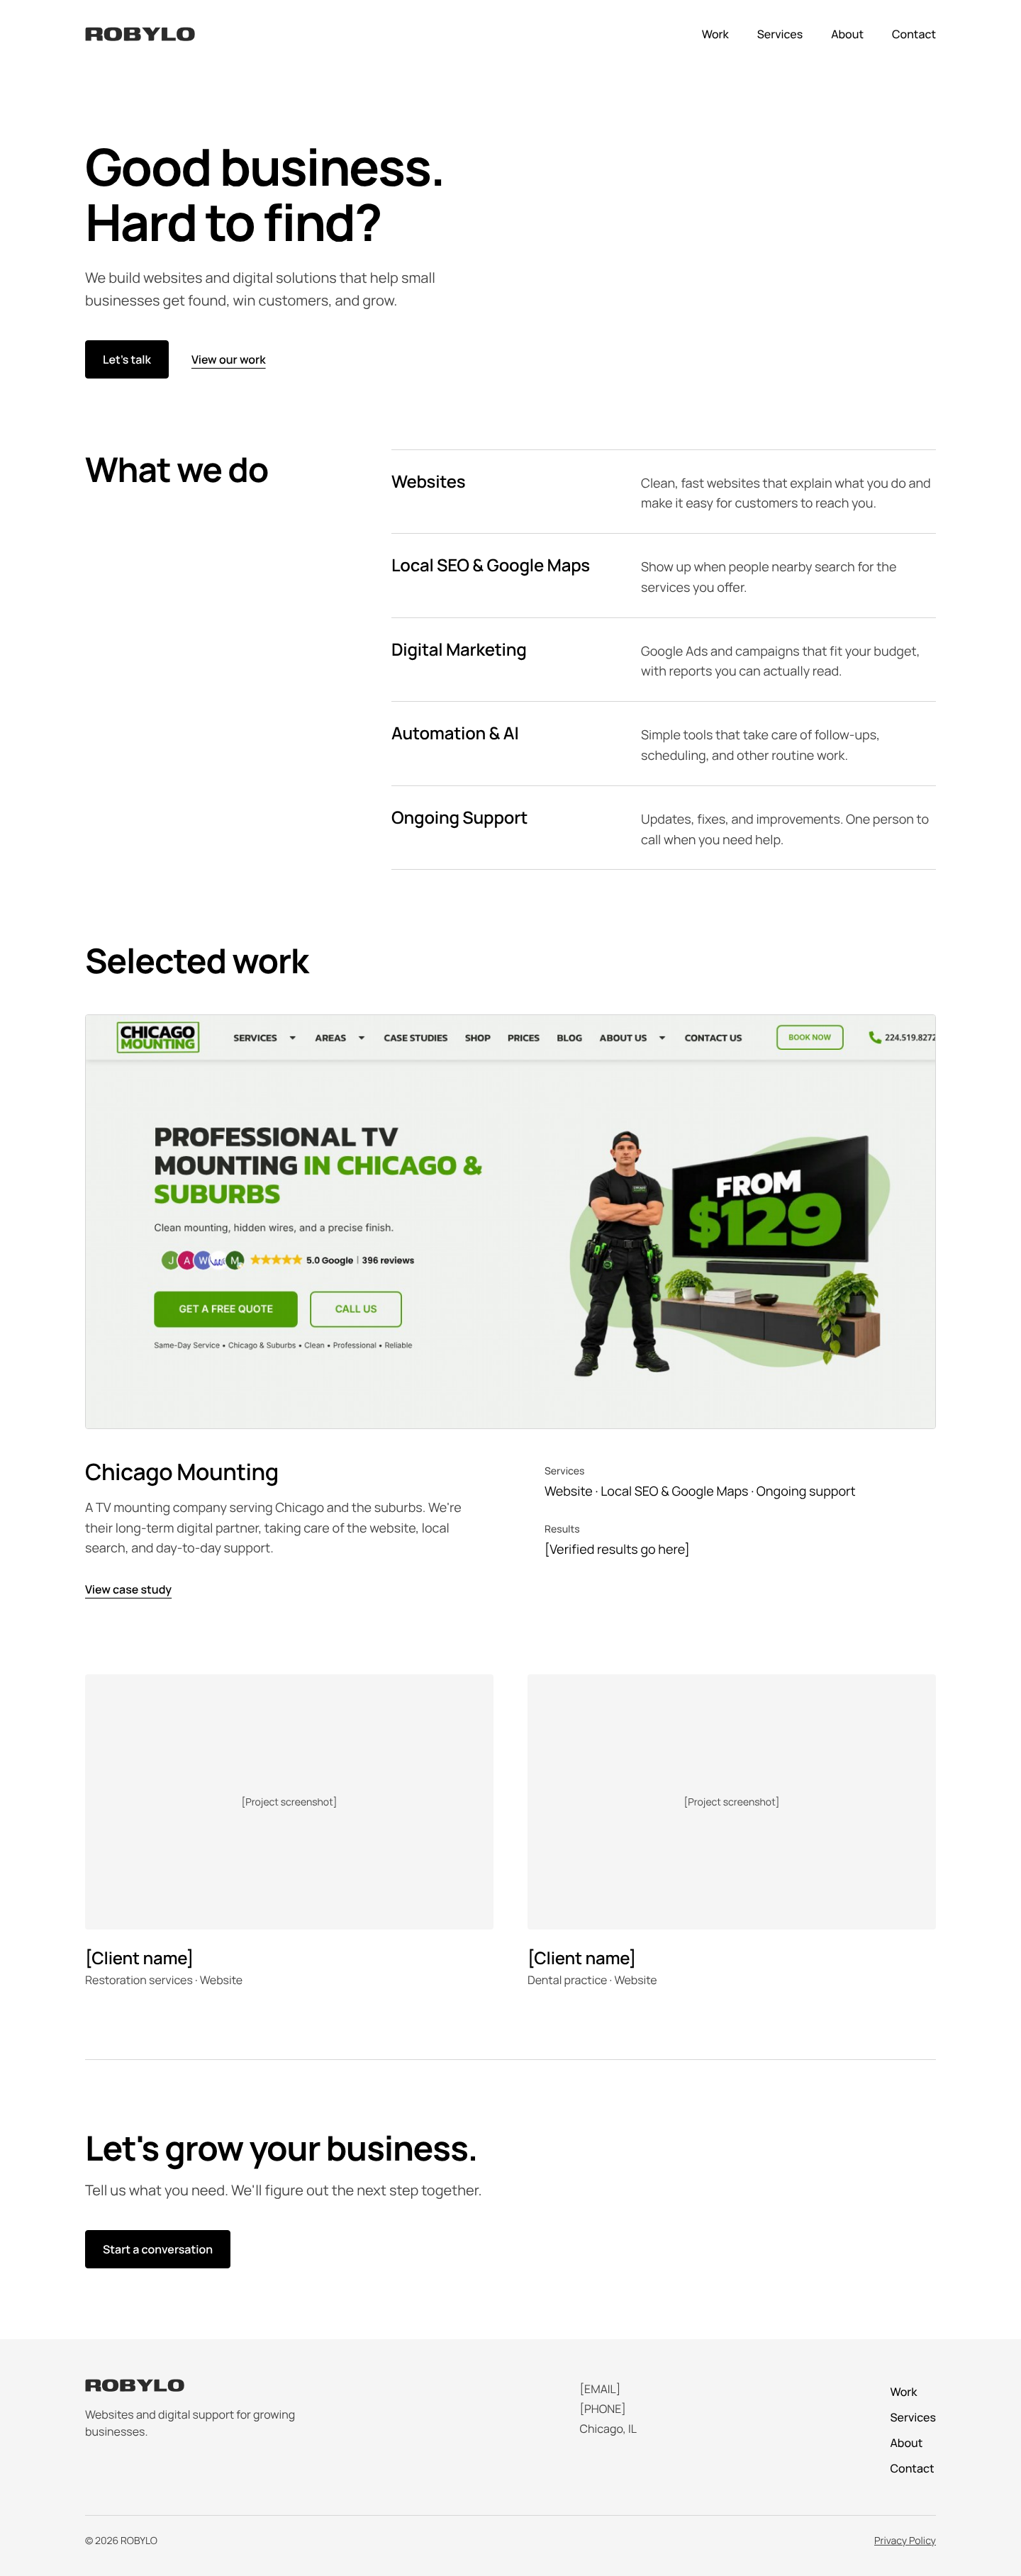 ROBYLO
Work Services About Contact
Good business.
Hard to find?
We build websites and digital solutions that help small
businesses get found, win customers, and grow.
Let's talk View our work
What we do
Websites
Clean, fast websites that explain what you do and
make it easy for customers to reach you.
Local SEO & Google Maps
Show up when people nearby search for the
services you offer.
Digital Marketing
Google Ads and campaigns that fit your budget,
with reports you can actually read.
Automation & AI
Simple tools that take care of follow-ups,
scheduling, and other routine work.
Ongoing Support
Updates, fixes, and improvements. One person to
call when you need help.
Selected work
CHICAGO
MOUNTING
SERVICES AREAS CASE STUDIES SHOP PRICES BLOG ABOUT US CONTACT US BOOK NOW 224.519.8272
PROFESSIONAL TV
MOUNTING IN CHICAGO &
SUBURBS
Clean mounting, hidden wires, and a precise finish.
J A W M 5.0 Google | 396 reviews
GET A FREE QUOTE CALL US
Same-Day Service • Chicago & Suburbs • Clean • Professional • Reliable
FROM
$129
Chicago Mounting
A TV mounting company serving Chicago and the suburbs. We're
their long-term digital partner, taking care of the website, local
search, and day-to-day support.
View case study
Services
Website · Local SEO & Google Maps · Ongoing support
Results
[Verified results go here]
[Project screenshot]
[Client name]
Restoration services · Website
[Project screenshot]
[Client name]
Dental practice · Website
Let's grow your business.
Tell us what you need. We'll figure out the next step together.
Start a conversation
ROBYLO
Websites and digital support for growing
businesses.
[EMAIL]
[PHONE]
Chicago, IL
Work
Services
About
Contact
© 2026 ROBYLO
Privacy Policy